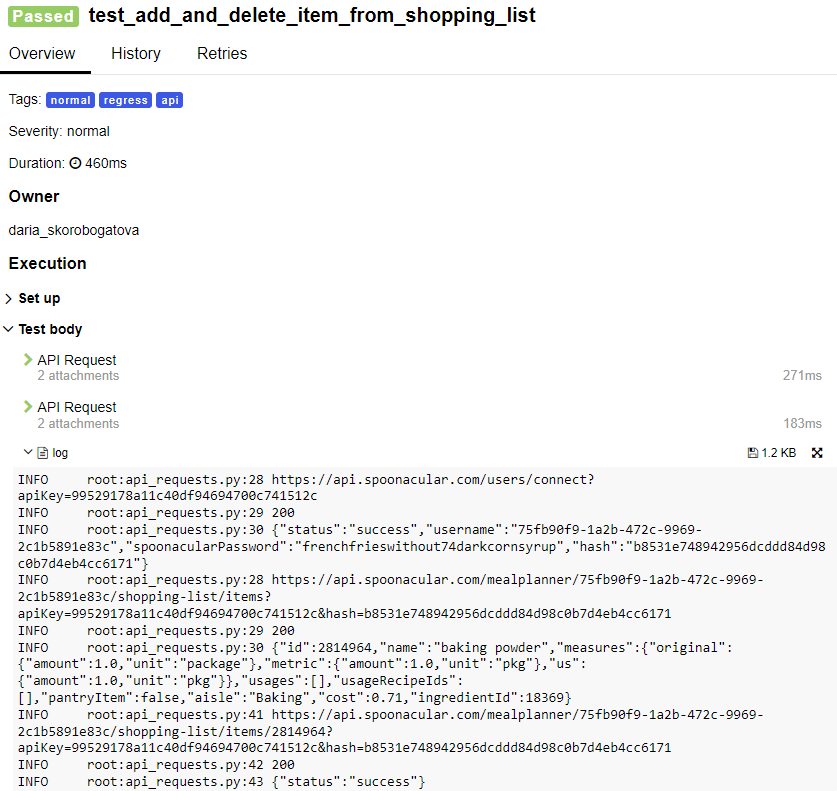 Passed test_add_and_delete_item_from_shopping_list
Overview History Retries
Tags: normal regress api
Severity: normal
Duration: 460ms
Owner
daria_skorobogatova
Execution
Set up
Test body
API Request
2 attachments 271ms
API Request
2 attachments 183ms
log 1.2 KB
INFO root:api_requests.py:28 https://api.spoonacular.com/users/connect?
apiKey=99529178a11c40df94694700c741512c
INFO root:api_requests.py:29 200
INFO root:api_requests.py:30 {"status":"success","username":"75fb90f9-1a2b-472c-9969-
2c1b5891e83c","spoonacularPassword":"frenchfrieswithout74darkcornsyrup","hash":"b8531e748942956dcddd84d98
c0b7d4eb4cc6171"}
INFO root:api_requests.py:28 https://api.spoonacular.com/mealplanner/75fb90f9-1a2b-472c-9969-
2c1b5891e83c/shopping-list/items?
apiKey=99529178a11c40df94694700c741512c&hash=b8531e748942956dcddd84d98c0b7d4eb4cc6171
INFO root:api_requests.py:29 200
INFO root:api_requests.py:30 {"id":2814964,"name":"baking powder","measures":{"original":
{"amount":1.0,"unit":"package"},"metric":{"amount":1.0,"unit":"pkg"},"us":
{"amount":1.0,"unit":"pkg"}},"usages":[],"usageRecipeIds":
[],"pantryItem":false,"aisle":"Baking","cost":0.71,"ingredientId":18369}
INFO root:api_requests.py:41 https://api.spoonacular.com/mealplanner/75fb90f9-1a2b-472c-9969-
2c1b5891e83c/shopping-list/items/2814964?
apiKey=99529178a11c40df94694700c741512c&hash=b8531e748942956dcddd84d98c0b7d4eb4cc6171
INFO root:api_requests.py:42 200
INFO root:api_requests.py:43 {"status":"success"}